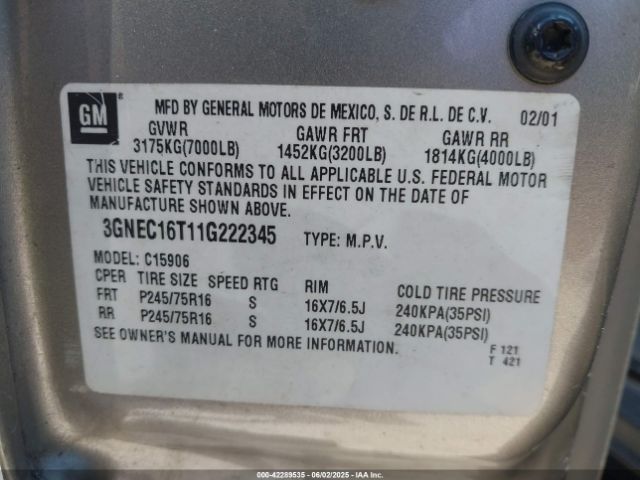 GM
MFD BY GENERAL MOTORS DE MEXICO, S. DE R.L. DE C.V. 02/01
GVWR GAWR FRT GAWR RR
3175KG(7000LB) 1452KG(3200LB) 1814KG(4000LB)
THIS VEHICLE CONFORMS TO ALL APPLICABLE U.S. FEDERAL MOTOR
VEHICLE SAFETY STANDARDS IN EFFECT ON THE DATE OF
MANUFACTURE SHOWN ABOVE.
3GNEC16T11G222345 TYPE: M.P.V.
MODEL: C15906
CPER TIRE SIZE SPEED RTG RIM COLD TIRE PRESSURE
FRT P245/75R16 S 16X7/6.5J 240KPA(35PSI)
RR P245/75R16 S 16X7/6.5J 240KPA(35PSI)
SEE OWNER'S MANUAL FOR MORE INFORMATION.
F 121
T 421
000-42289535 - 06/02/2025 - IAAI.com